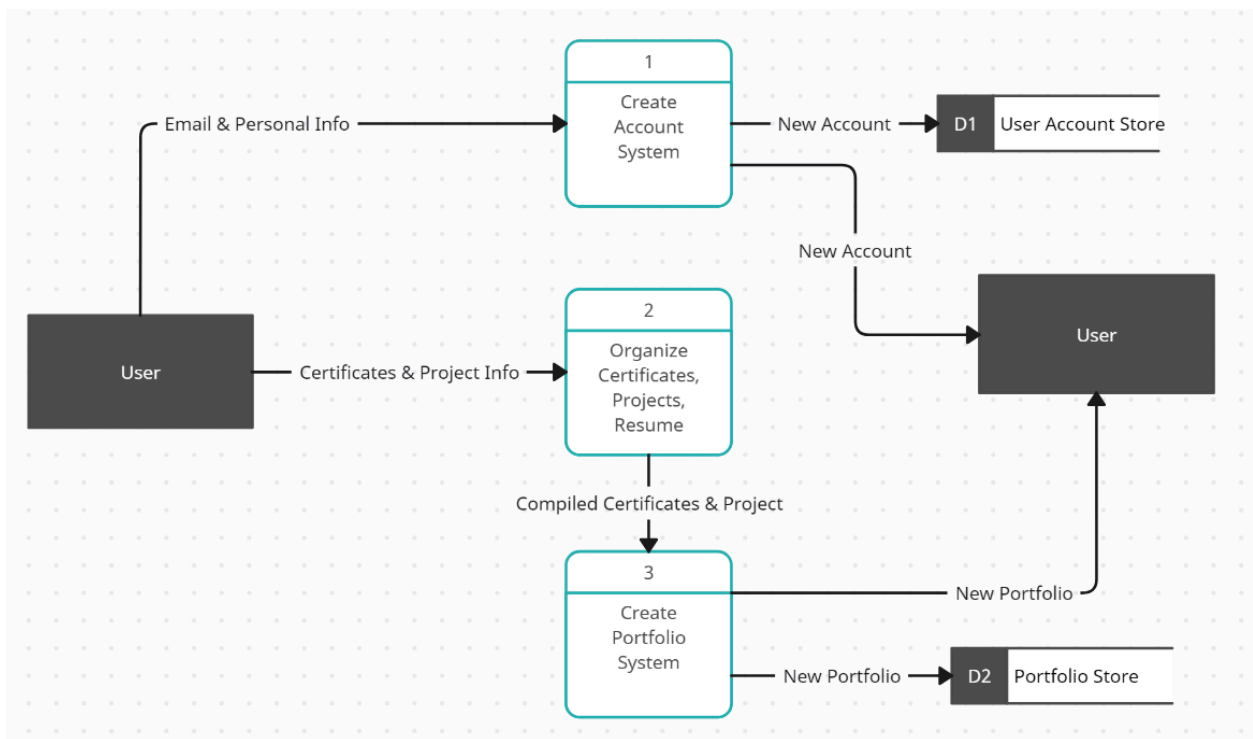 1
Create
Account
System
Email & Personal Info
New Account
D1
User Account Store
New Account
User
User
Certificates & Project Info
2
Organize
Certificates,
Projects,
Resume
Compiled Certificates & Project
3
Create
Portfolio
System
New Portfolio
New Portfolio
D2
Portfolio Store